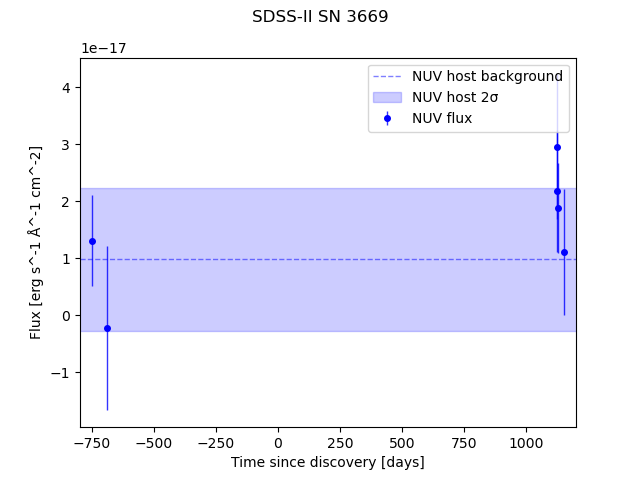 SDSS-II SN 3669
1e−17
NUV host background
NUV host 2σ
NUV flux
4
3
2
1
0
−1
Flux [erg s^-1 Å^-1 cm^-2]
−750
−500
−250
0
250
500
750
1000
Time since discovery [days]